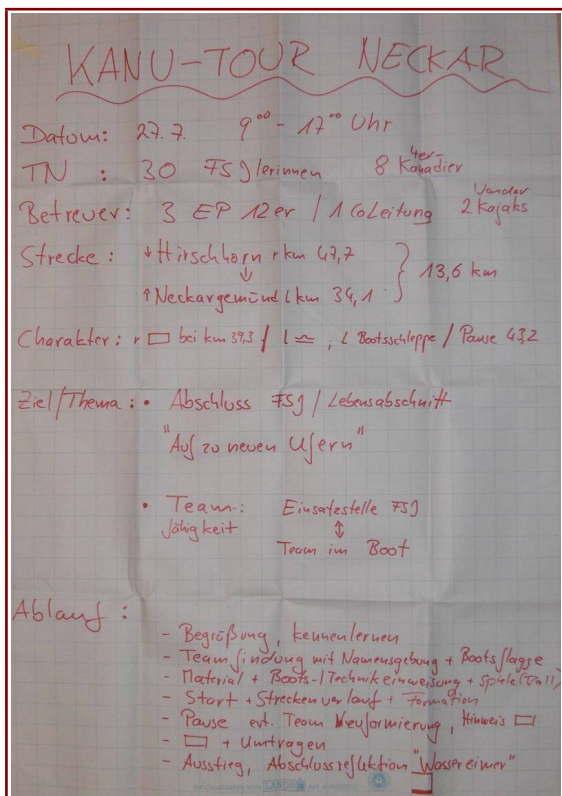 KANU-TOUR NECKAR
Datum: 27.7. 9⁰⁰ - 17⁰⁰ Uhr
TN : 30 FSJlerinnen 8 4er-Kanadier
Betreuer: 3 EP 12er / 1 CoLeitung 2 Kajaks
Strecke : ↓ Hirschhorn r km 47,7
↓
↑ Neckargemünd l km 34,1 } 13,6 km
Charakter: r ▭ bei km 39,3 / l ≈ , L Bootsschleppe / Pause 43,2
Ziel/Thema : • Abschluss FSJ / Lebensabschnitt
"Auf zu neuen Ufern"
• Team-: Einsatzstelle FSJ
fähigkeit ↕
Team im Boot
Ablauf :
- Begrüßung, kennenlernen
- Teamfindung mit Namensgebung + Bootsflagge
- Material + Boots-/Technikeinweisung + Spiele
- Start + Streckenverlauf + Formation
- Pause evt. Team Neuformierung, Hinweis ▭
- ▭ + Umtragen
- Ausstieg, Abschlussreflektion "Wassereimer"